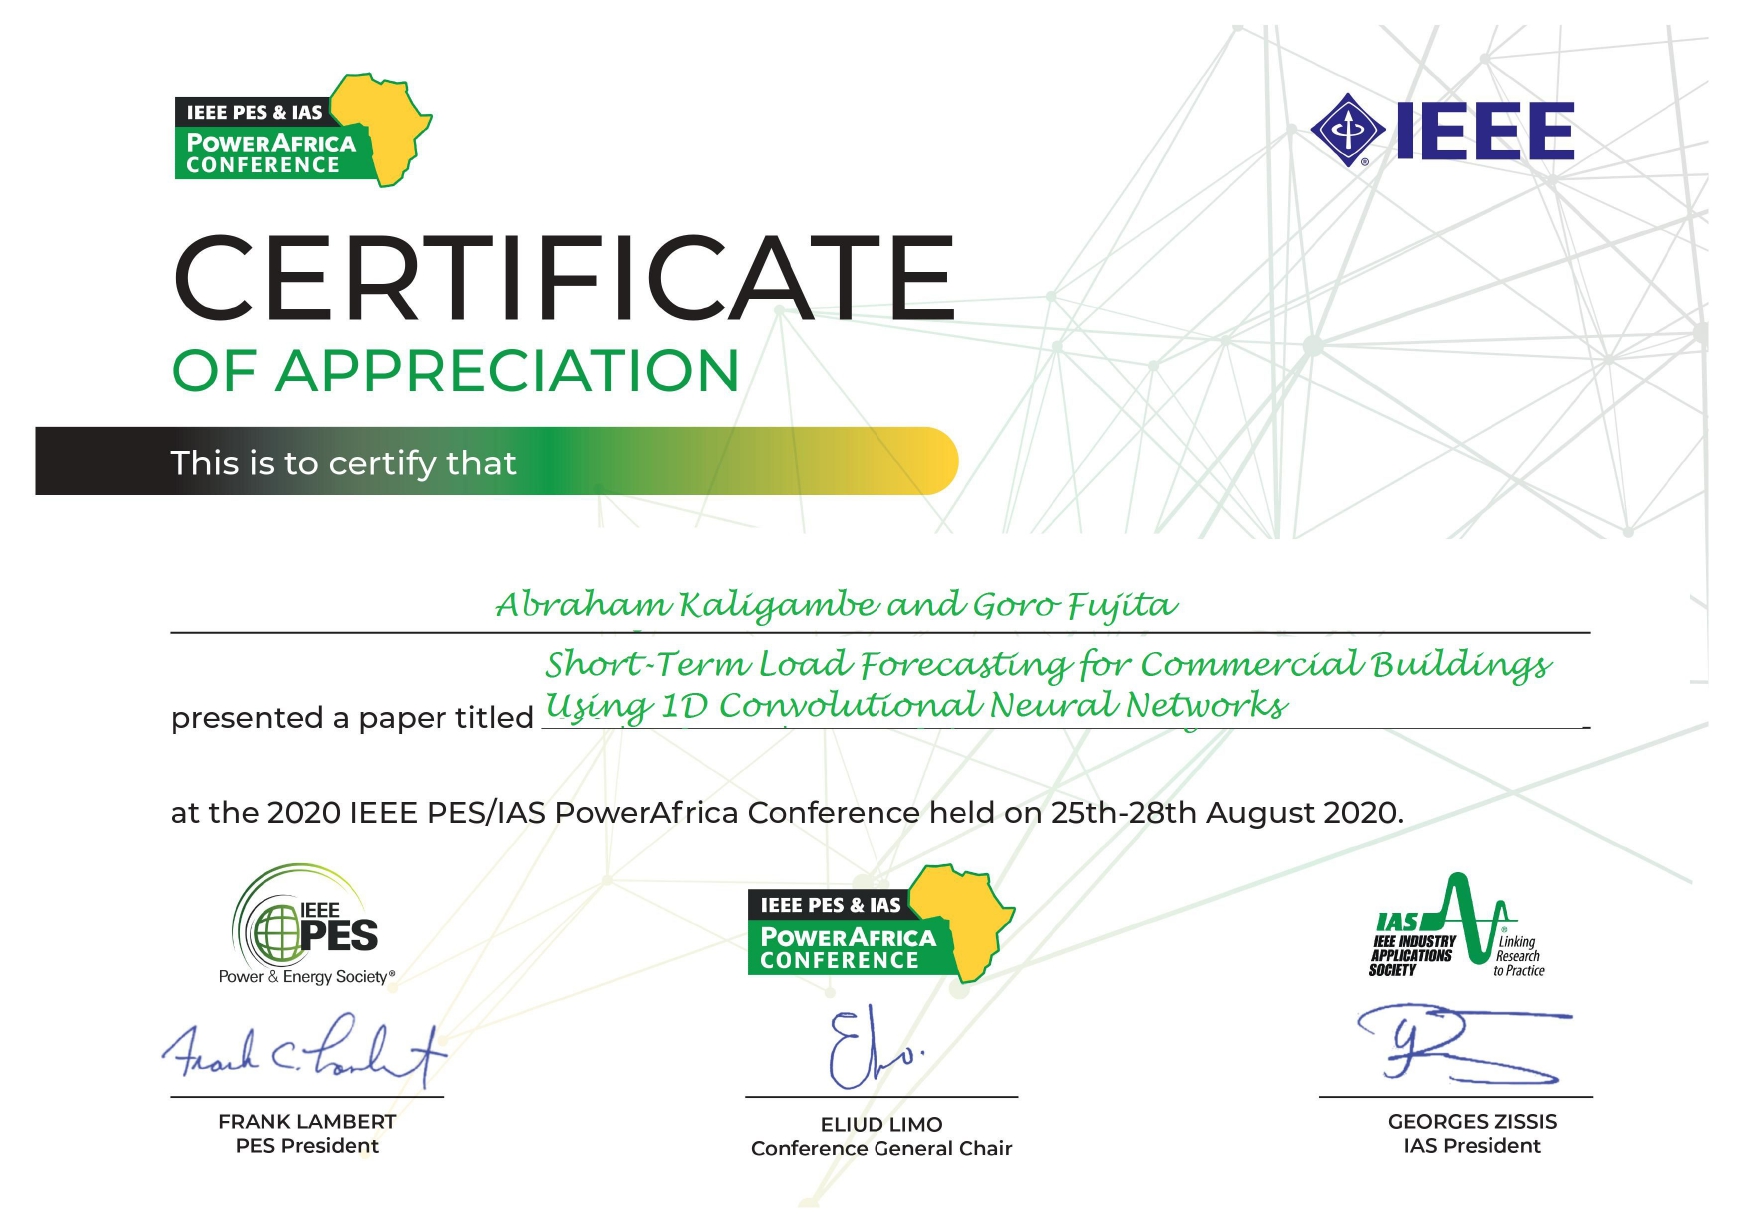 IEEE PES & IAS
POWERAFRICA
CONFERENCE
IEEE
®
CERTIFICATE
OF APPRECIATION
This is to certify that
Abraham Kaligambe and Goro Fujita
presented a paper titled Short-Term Load Forecasting for Commercial Buildings
Using 1D Convolutional Neural Networks
at the 2020 IEEE PES/IAS PowerAfrica Conference held on 25th-28th August 2020.
IEEE
PES
Power & Energy Society®
IEEE PES & IAS
POWERAFRICA
CONFERENCE
IAS
IEEE INDUSTRY
APPLICATIONS
SOCIETY
®
Linking
Research
to Practice
Frank C. Lambert
FRANK LAMBERT
PES President
ELIUD LIMO
Conference General Chair
GEORGES ZISSIS
IAS President